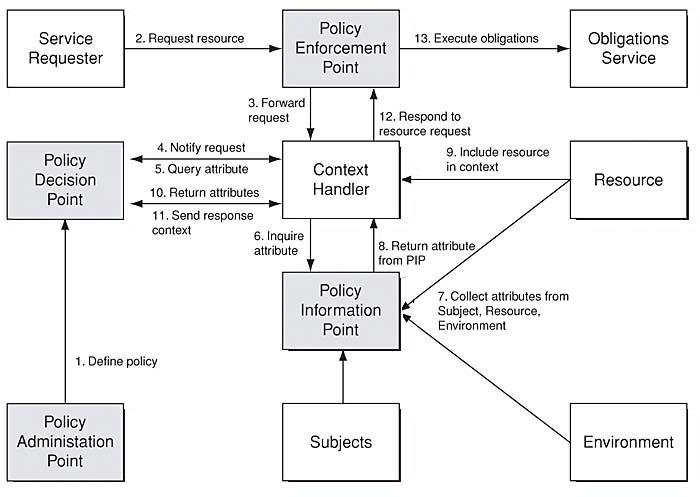 Service
Requester
2. Request resource
Policy
Enforcement
Point
13. Execute obligations
Obligations
Service
3. Forward
request
12. Respond to
resource request
Policy
Decision
Point
4. Notify request
5. Query attribute
10. Return attributes
11. Send response
context
Context
Handler
9. Include resource
in context
Resource
6. Inquire
attribute
8. Return attribute
from PIP
Policy
Information
Point
7. Collect attributes from
Subject, Resource,
Environment
1. Define policy
Policy
Administation
Point
Subjects
Environment